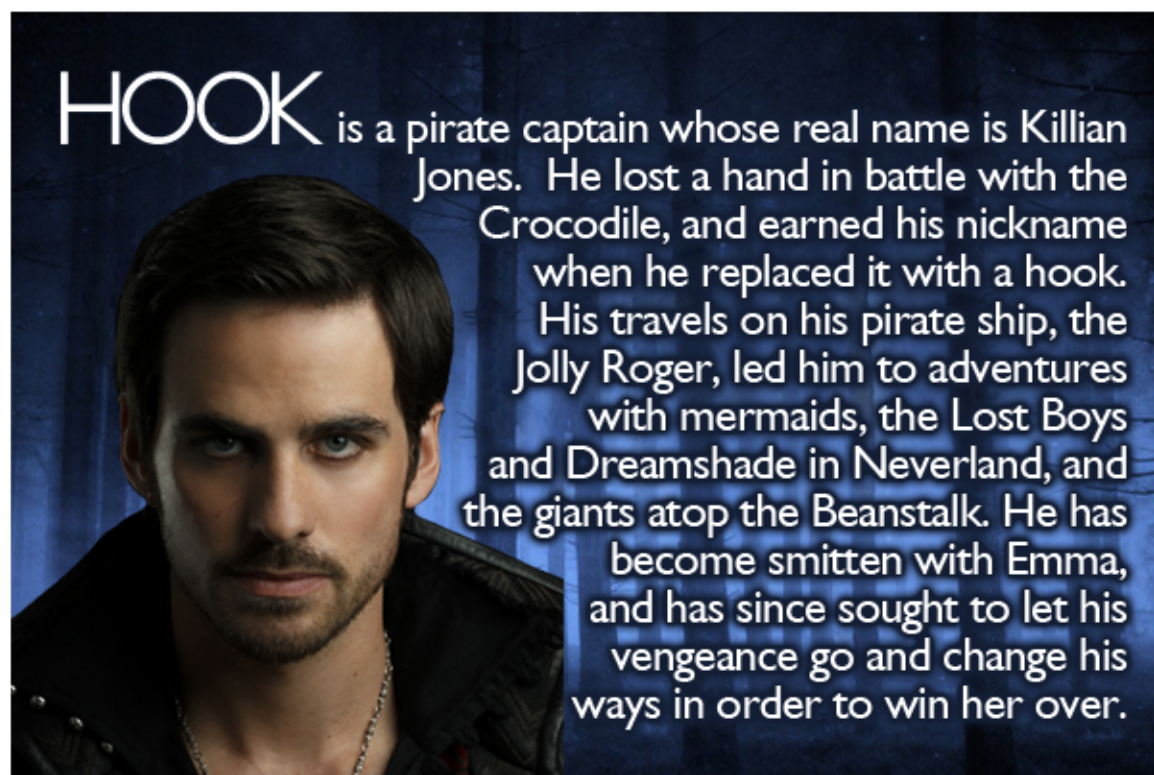 HOOK is a pirate captain whose real name is Killian
Jones.  He lost a hand in battle with the
Crocodile, and earned his nickname
when he replaced it with a hook.
His travels on his pirate ship, the
Jolly Roger, led him to adventures
with mermaids, the Lost Boys
and Dreamshade in Neverland, and
the giants atop the Beanstalk. He has
become smitten with Emma,
and has since sought to let his
vengeance go and change his
ways in order to win her over.